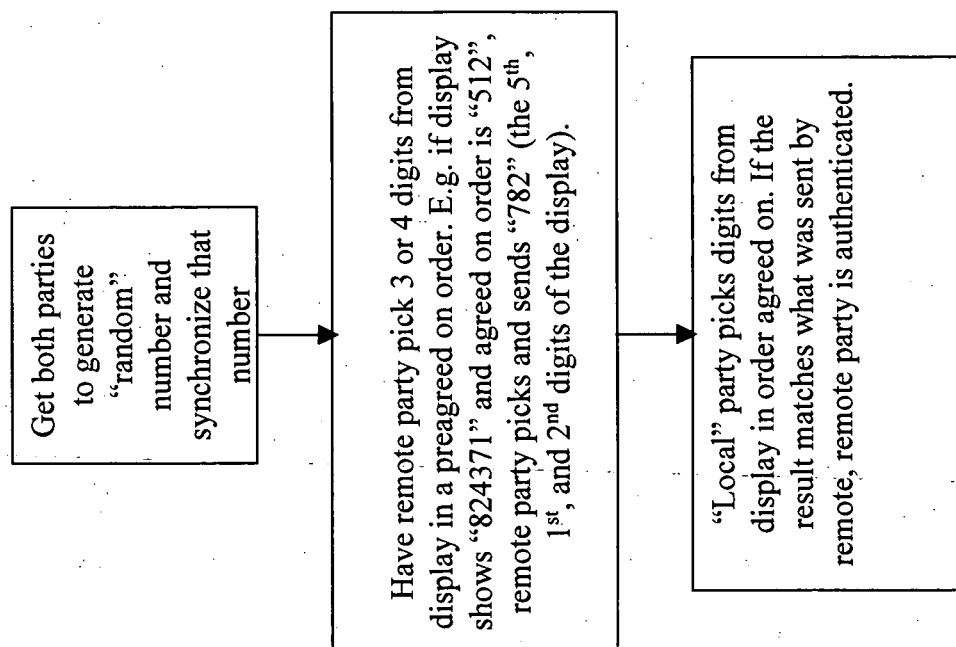 Get both parties
to generate
“random”
number and
synchronize that
number
Have remote party pick 3 or 4 digits from
display in a preagreed on order. E.g. if display
shows “824371” and agreed on order is “512”,
remote party picks and sends “782” (the 5th,
1st, and 2nd digits of the display).
“Local” party picks digits from
display in order agreed on. If the
result matches what was sent by
remote, remote party is authenticated.